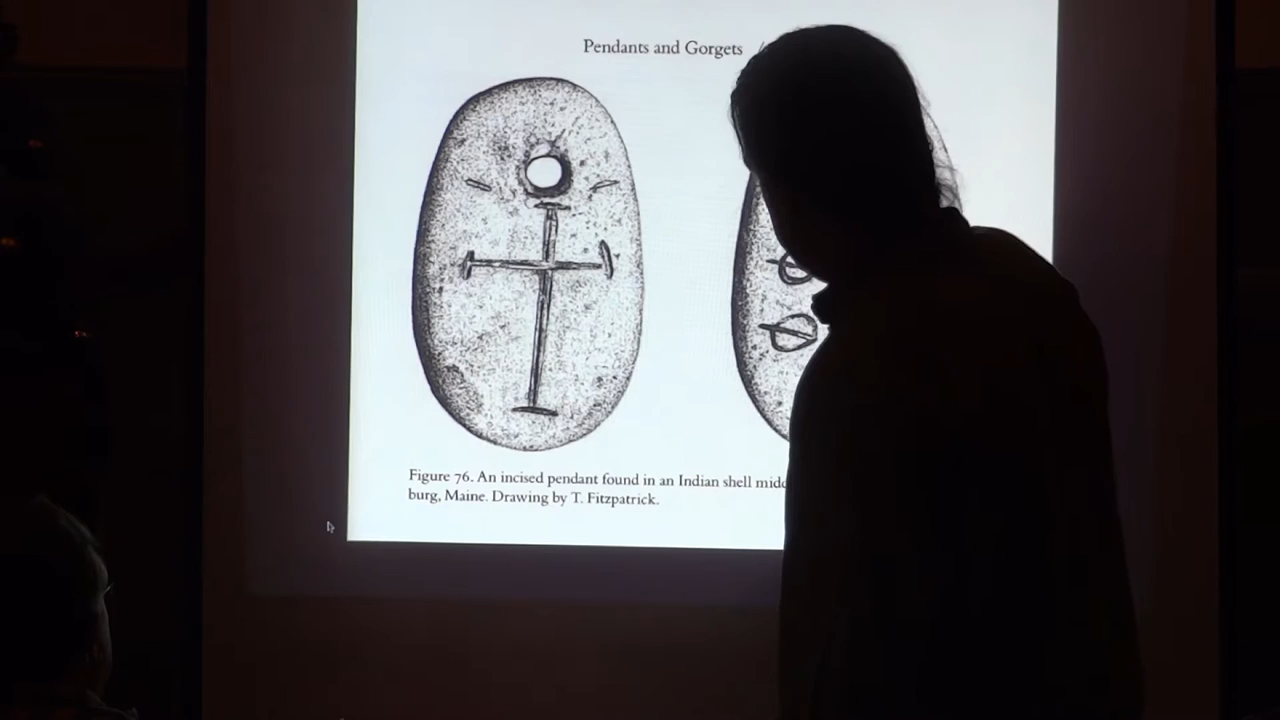 Pendants and Gorgets
Figure 76. An incised pendant found in an Indian shell
burg, Maine. Drawing by T. Fitzpatrick.